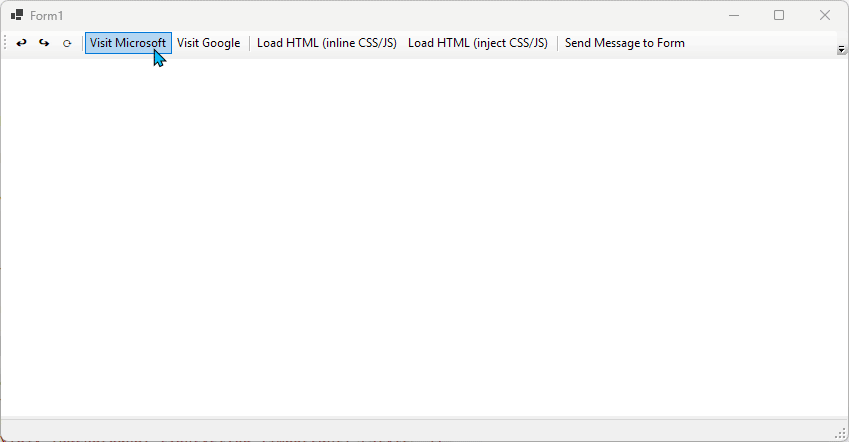 Form1
Visit Microsoft Visit Google Load HTML (inline CSS/JS) Load HTML (inject CSS/JS) Send Message to Form